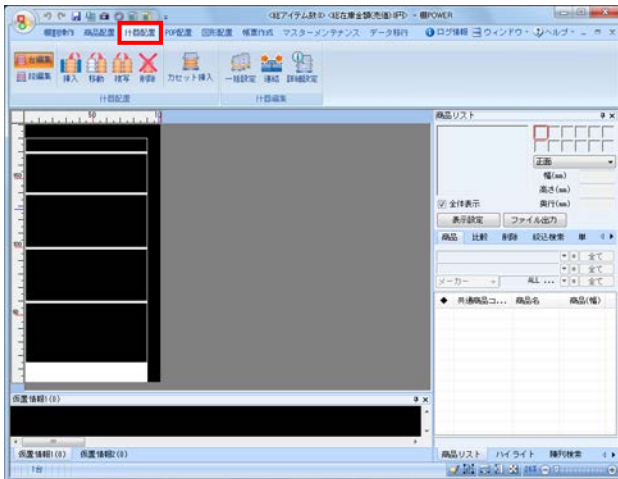 <総アイテム数:0> <総在庫金額(売価):0円> - 棚POWER
棚割操作 商品配置 什器配置 POP配置 図形配置 帳票作成 マスターメンテナンス データ移行 ログ情報 ウィンドウ ヘルプ
台編集
段編集
挿入 移動 複写 削除 カセット挿入 一括設定 連結 詳細設定
什器配置 什器編集
商品リスト
正面
幅(mm)
高さ(mm)
全体表示 奥行(mm)
表示設定 ファイル出力
商品 比較 削除 絞込検索 単
全て
全て
メーカー ALL ... 全て
共通商品コ... 商品名 商品(幅)
仮置情報1(0)
仮置情報1(0) 仮置情報2(0)
商品リスト ハイライト 陳列検索
1台